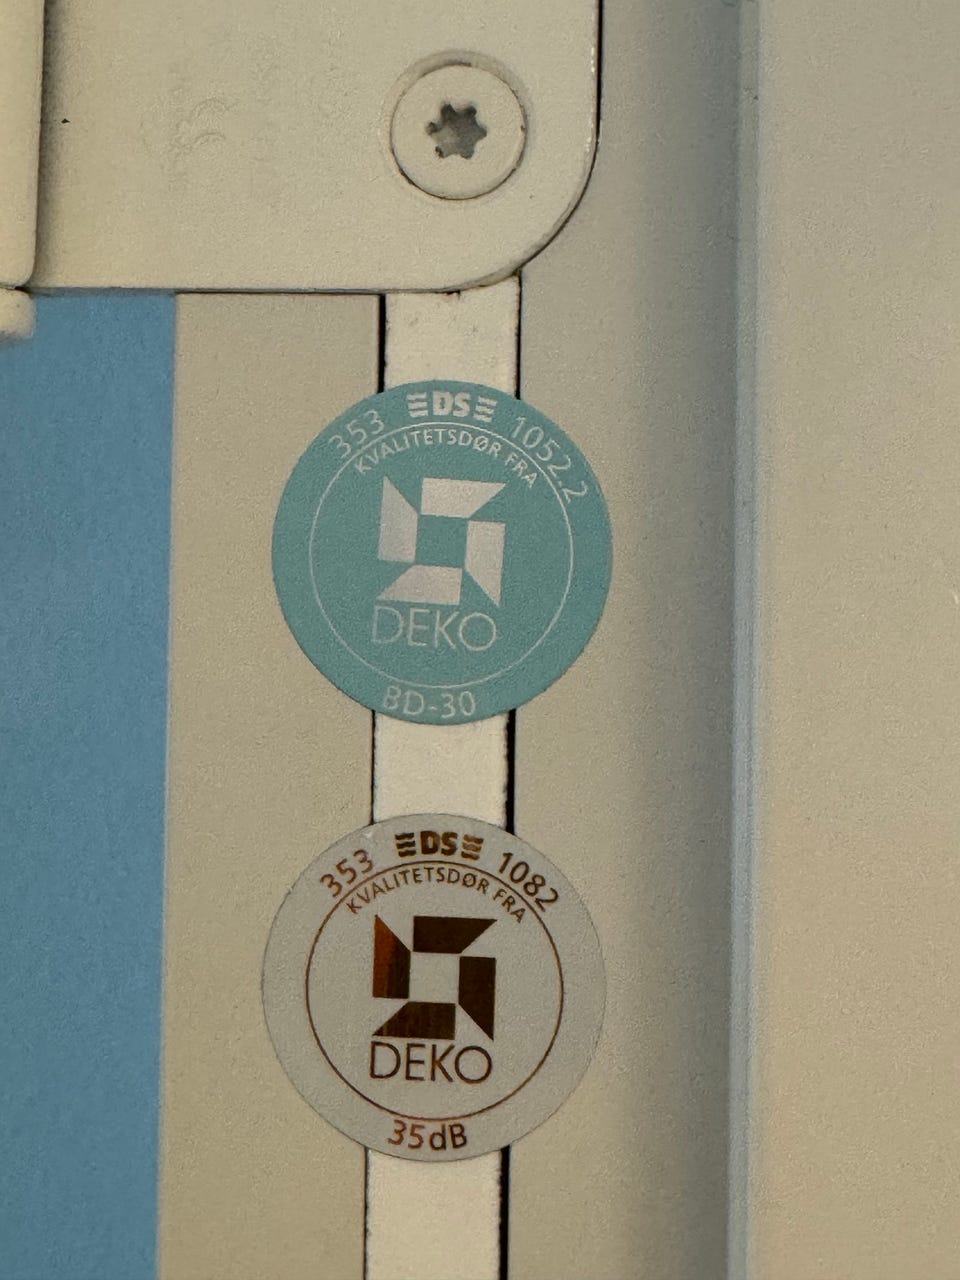 353 DS 1052.2
KVALITETSDØR FRA
DEKO
BD-30
353 DS 1082
KVALITETSDØR FRA
DEKO
35dB